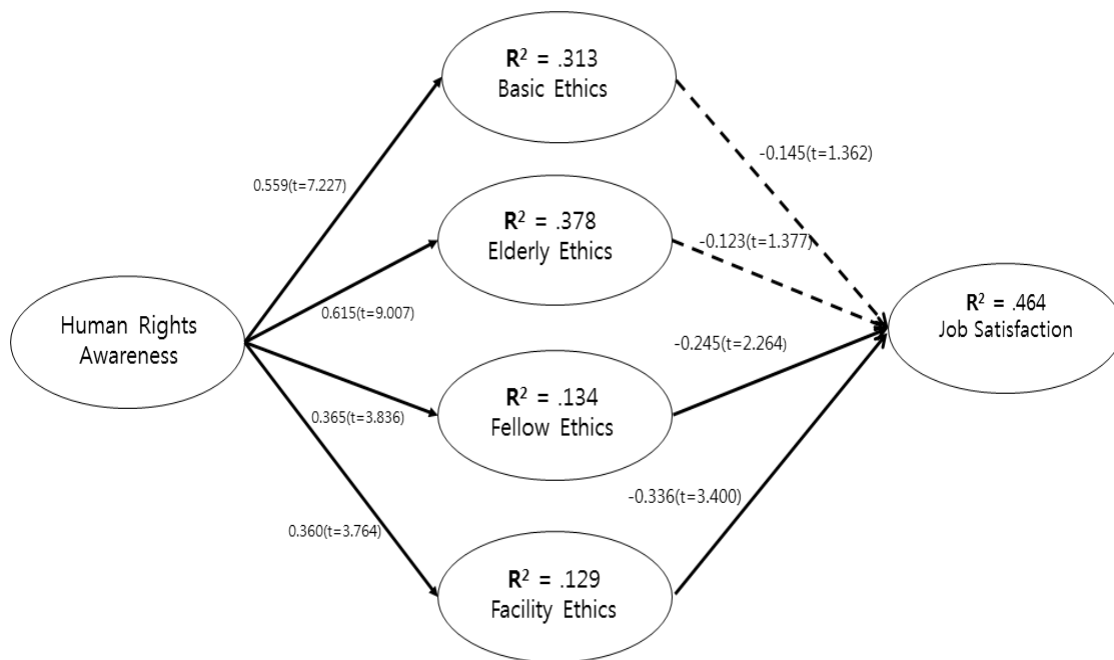 R² = .313
Basic Ethics
-0.145(t=1.362)
0.559(t=7.227)
R² = .378
Elderly Ethics
-0.123(t=1.377)
0.615(t=9.007)
Human Rights
Awareness
R² = .464
Job Satisfaction
-0.245(t=2.264)
R² = .134
Fellow Ethics
0.365(t=3.836)
-0.336(t=3.400)
0.360(t=3.764)
R² = .129
Facility Ethics